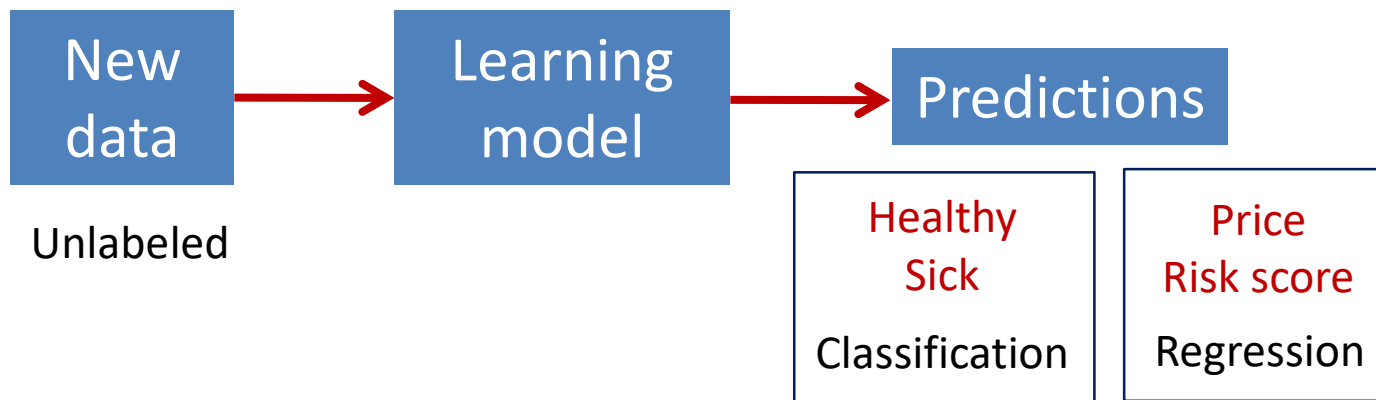 New
data
Learning
model
Predictions
Unlabeled
Healthy
Sick
Classification
Price
Risk score
Regression